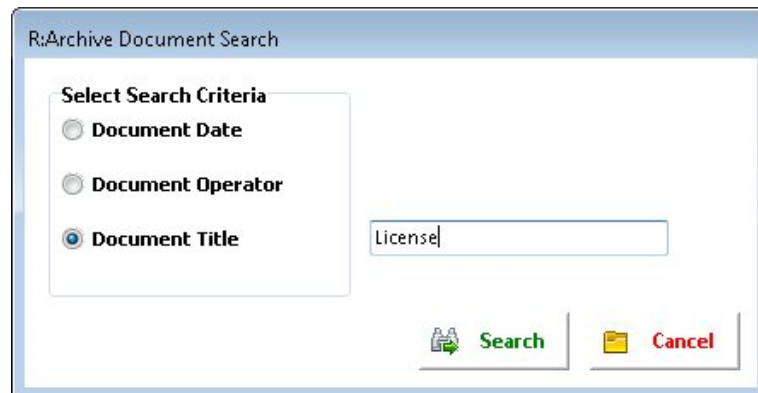 R:Archive Document Search
Select Search Criteria
Document Date
Document Operator
Document Title
License
Search
Cancel